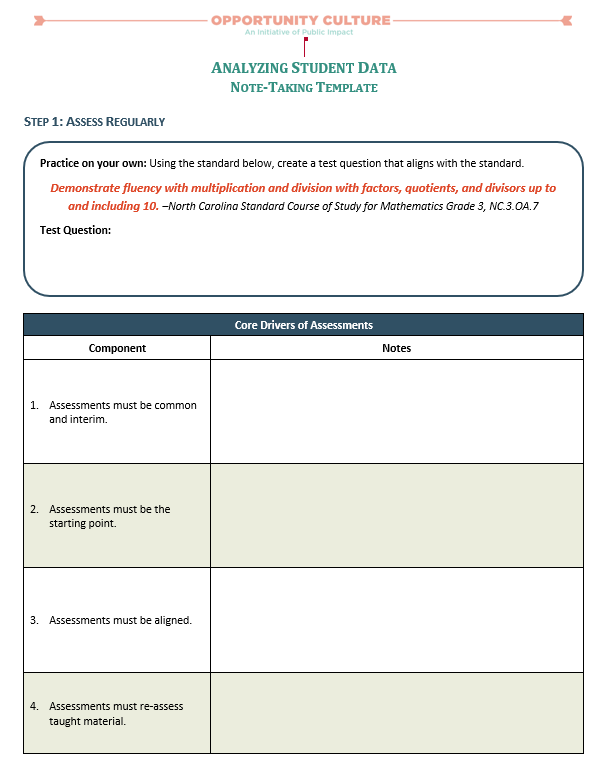 OPPORTUNITY CULTURE
An Initiative of Public Impact
ANALYZING STUDENT DATA
NOTE-TAKING TEMPLATE
STEP 1: ASSESS REGULARLY
Practice on your own: Using the standard below, create a test question that aligns with the standard.
Demonstrate fluency with multiplication and division with factors, quotients, and divisors up to
and including 10. –North Carolina Standard Course of Study for Mathematics Grade 3, NC.3.OA.7
Test Question:
Core Drivers of Assessments
Component Notes
1. Assessments must be common
and interim.
2. Assessments must be the
starting point.
3. Assessments must be aligned.
4. Assessments must re-assess
taught material.